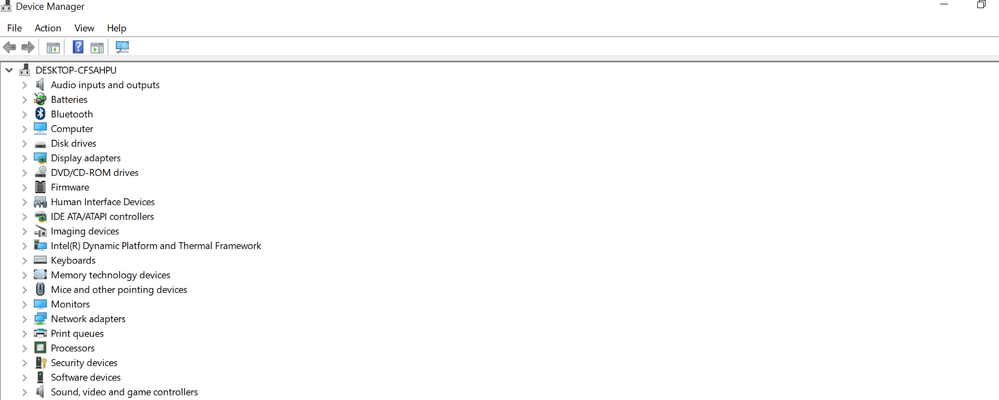 Device Manager
File Action View Help
DESKTOP-CFSAHPU
Audio inputs and outputs
Batteries
Bluetooth
Computer
Disk drives
Display adapters
DVD/CD-ROM drives
Firmware
Human Interface Devices
IDE ATA/ATAPI controllers
Imaging devices
Intel(R) Dynamic Platform and Thermal Framework
Keyboards
Memory technology devices
Mice and other pointing devices
Monitors
Network adapters
Print queues
Processors
Security devices
Software devices
Sound, video and game controllers